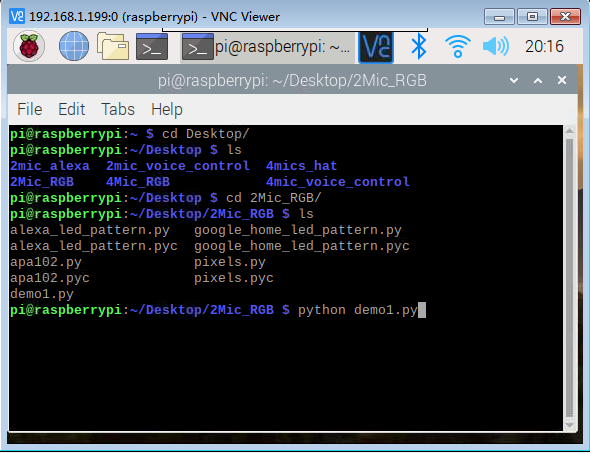 192.168.1.199:0 (raspberrypi) - VNC Viewer
pi@raspberrypi: ~... 20:16
pi@raspberrypi: ~/Desktop/2Mic_RGB
File Edit Tabs Help
pi@raspberrypi:~ $ cd Desktop/
pi@raspberrypi:~/Desktop $ ls
2mic_alexa 2mic_voice_control 4mics_hat
2Mic_RGB 4Mic_RGB 4mic_voice_control
pi@raspberrypi:~/Desktop $ cd 2Mic_RGB/
pi@raspberrypi:~/Desktop/2Mic_RGB $ ls
alexa_led_pattern.py google_home_led_pattern.py
alexa_led_pattern.pyc google_home_led_pattern.pyc
apa102.py pixels.py
apa102.pyc pixels.pyc
demo1.py
pi@raspberrypi:~/Desktop/2Mic_RGB $ python demo1.py